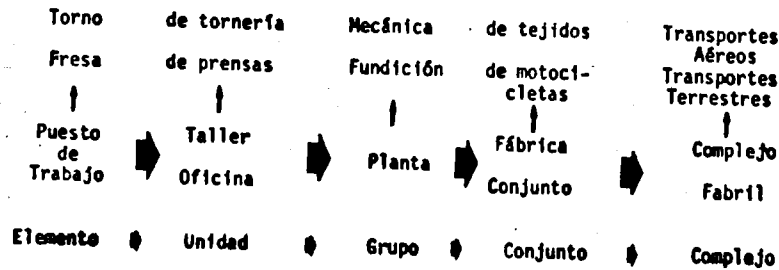 Torno
Fresa
Puesto
de
Trabajo
Elemento
de tornería
de prensas
Taller
Oficina
Unidad
Mecánica
Fundición
Planta
Grupo
de tejidos
de motoci-
cletas
Fábrica
Conjunto
Conjunto
Transportes
Aéreos
Transportes
Terrestres
Complejo
Fabril
Complejo